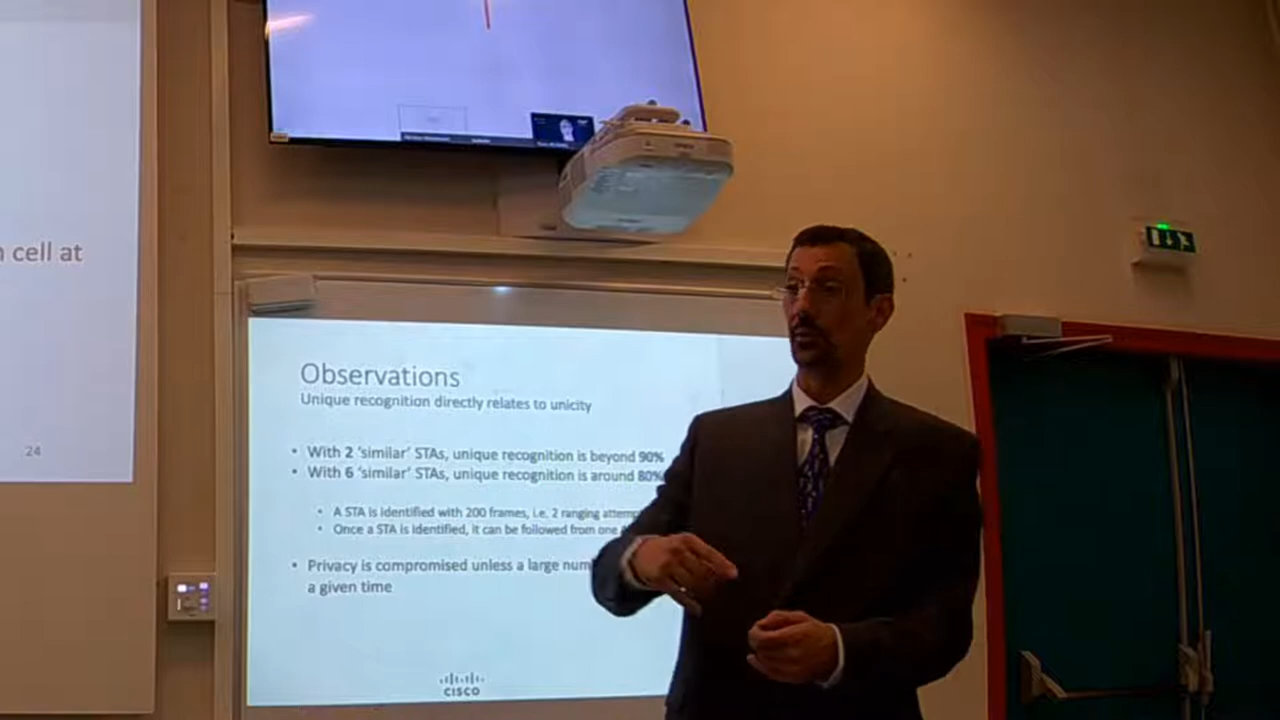 cell at
24
Observations
Unique recognition directly relates to unicity
• With 2 ‘similar’ STAs, unique recognition is beyond 90%
• With 6 ‘similar’ STAs, unique recognition is around 80%
• A STA is identified with 200 frames, i.e. 2 ranging
• Once a STA is identified, it can be followed from one
• Privacy is compromised unless a large
a given time
CISCO